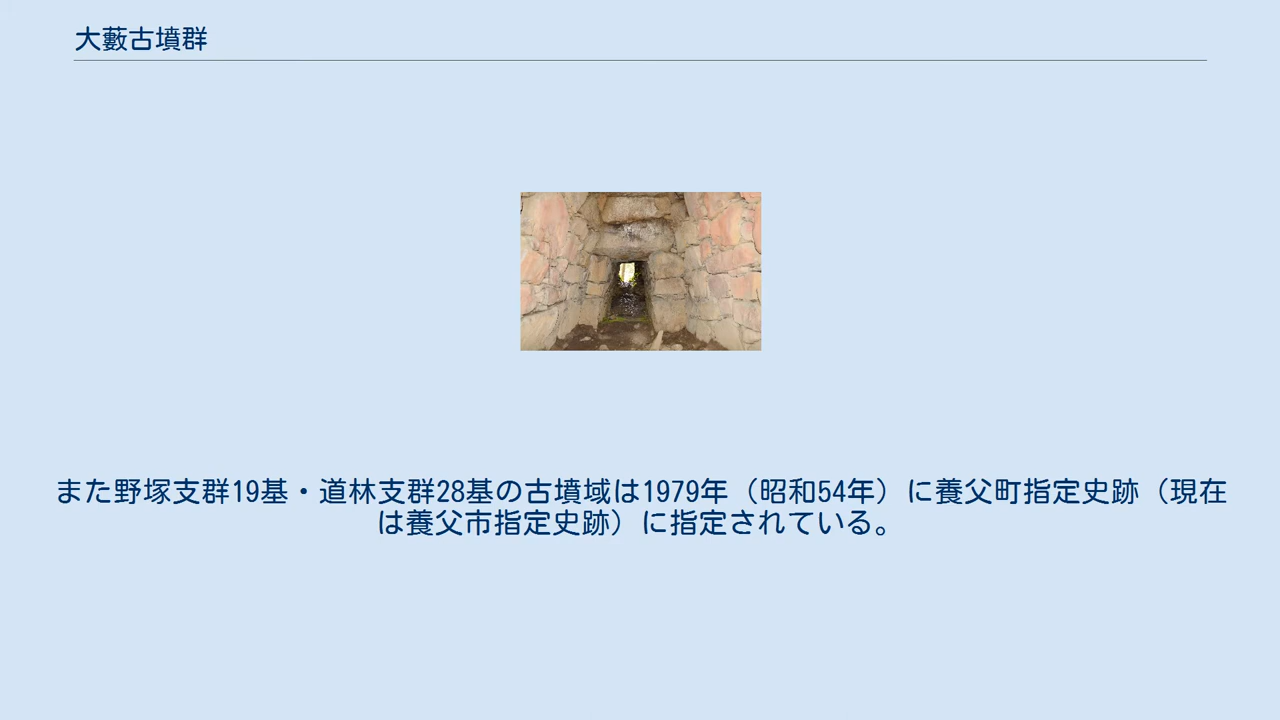 大藪古墳群
また野塚支群19基・道林支群28基の古墳域は1979年（昭和54年）に養父町指定史跡（現在
は養父市指定史跡）に指定されている。